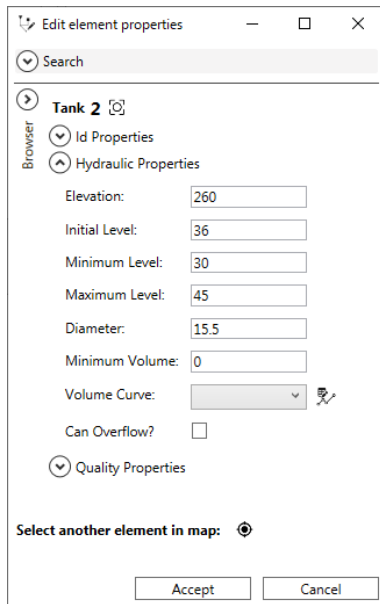 Edit element properties
Search
Browser
Tank 2
Id Properties
Hydraulic Properties
Elevation: 260
Initial Level: 36
Minimum Level: 30
Maximum Level: 45
Diameter: 15.5
Minimum Volume: 0
Volume Curve:
Can Overflow?
Quality Properties
Select another element in map:
Accept Cancel